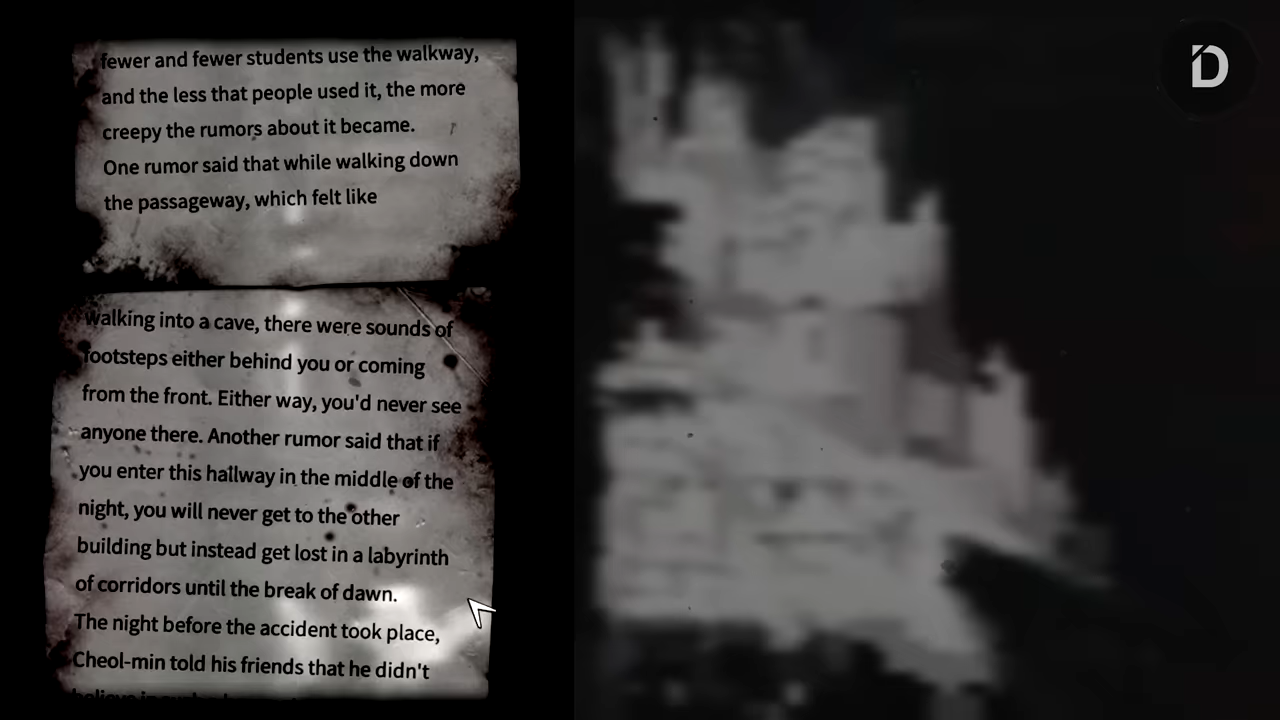 fewer and fewer students use the walkway,
and the less that people used it, the more
creepy the rumors about it became.
One rumor said that while walking down
the passageway, which felt like
walking into a cave, there were sounds of
footsteps either behind you or coming
from the front. Either way, you'd never see
anyone there. Another rumor said that if
you enter this hallway in the middle of the
night, you will never get to the other
building but instead get lost in a labyrinth
of corridors until the break of dawn.
The night before the accident took place,
Cheol-min told his friends that he didn't
believe in
D